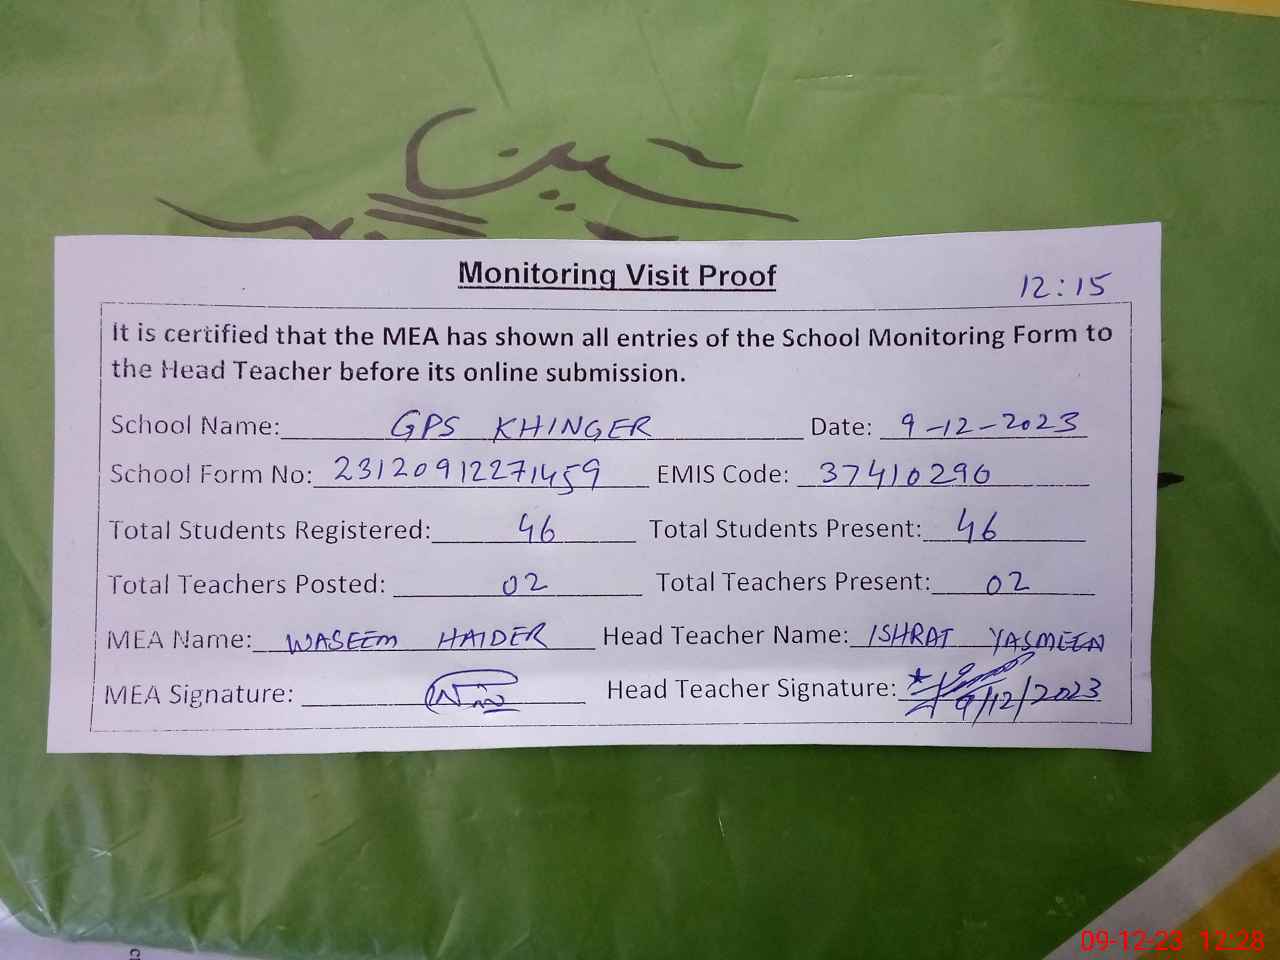 Monitoring Visit Proof
12:15
It is certified that the MEA has shown all entries of the School Monitoring Form to
the Head Teacher before its online submission.
School Name: GPS KHINGER Date: 9-12-2023
School Form No: 23120912271459 EMIS Code: 37410290
Total Students Registered: 46 Total Students Present: 46
Total Teachers Posted: 02 Total Teachers Present: 02
MEA Name: WASEEM HAIDER Head Teacher Name: ISHRAT YASMEEN
MEA Signature: Head Teacher Signature: 9/12/2023
09-12-23 12:28